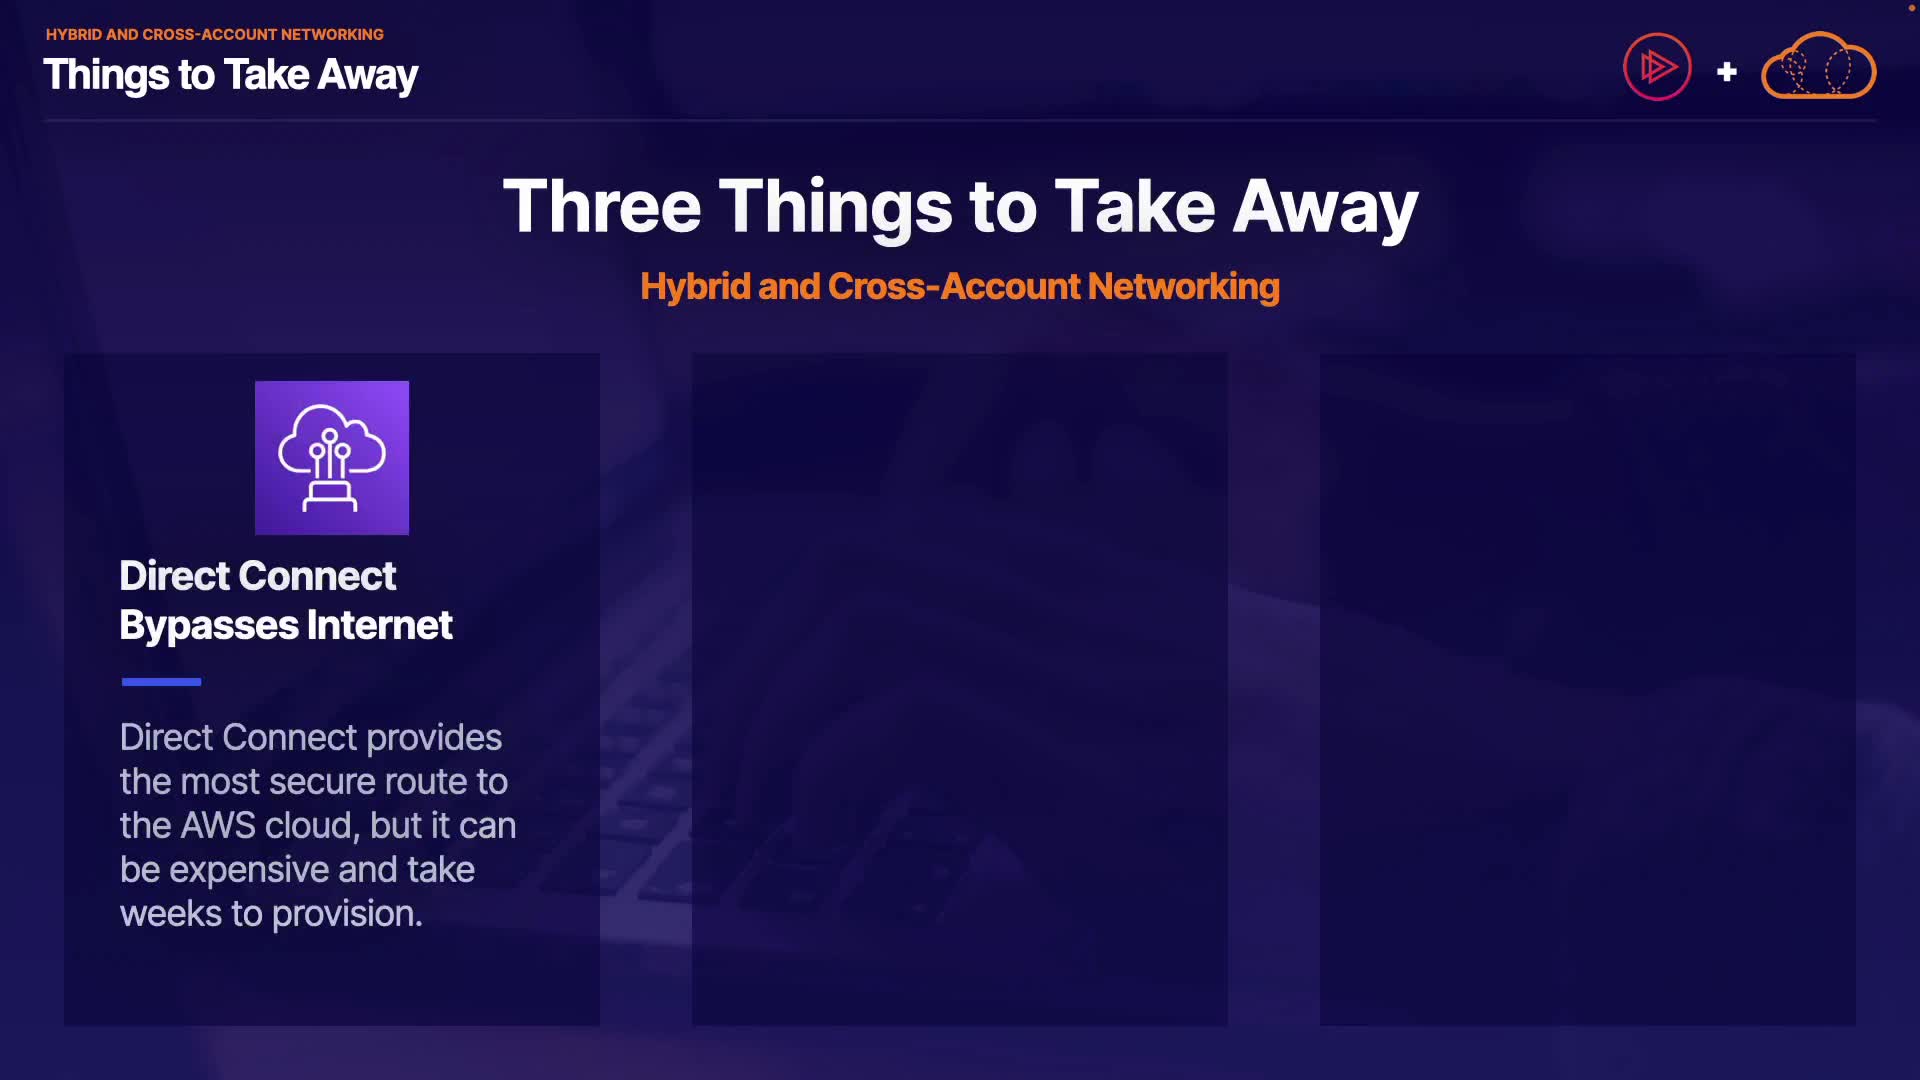 HYBRID AND CROSS-ACCOUNT NETWORKING
Things to Take Away
Three Things to Take Away
Hybrid and Cross-Account Networking
Direct Connect
Bypasses Internet
Direct Connect provides
the most secure route to
the AWS cloud, but it can
be expensive and take
weeks to provision.